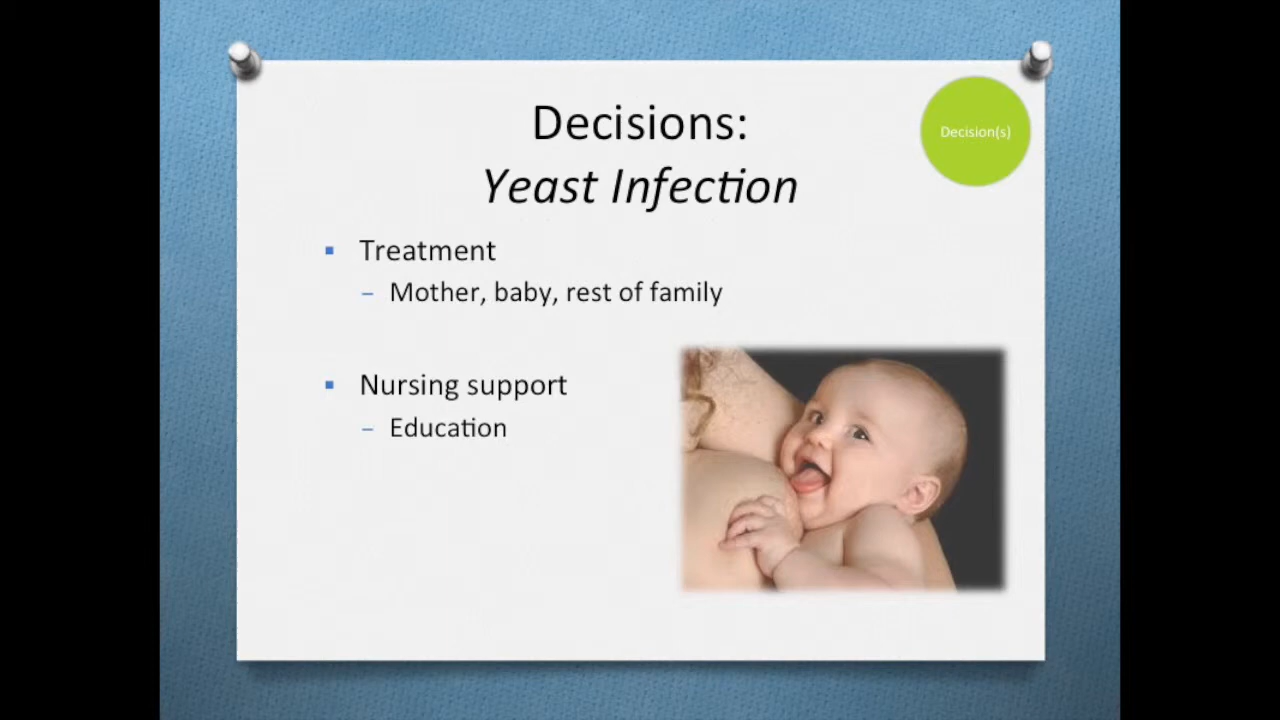 Decisions:
Decision(s)
Yeast Infection
Treatment
– Mother, baby, rest of family
Nursing support
– Education